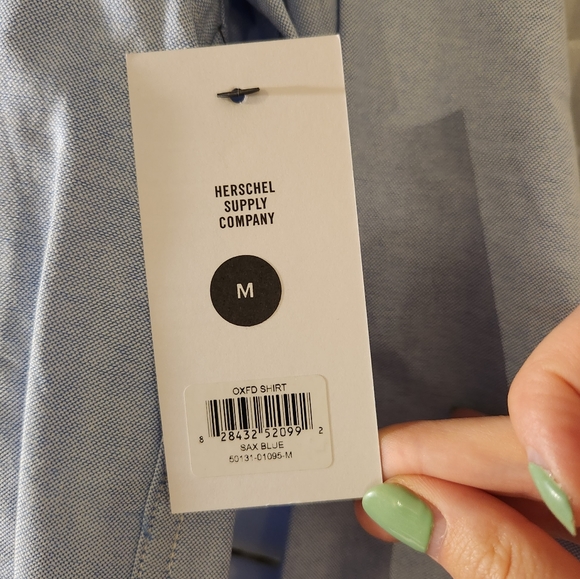 HERSCHEL
SUPPLY
COMPANY
M
OXFD SHIRT
8 28432 52099 2
SAX BLUE
50131-01095-M